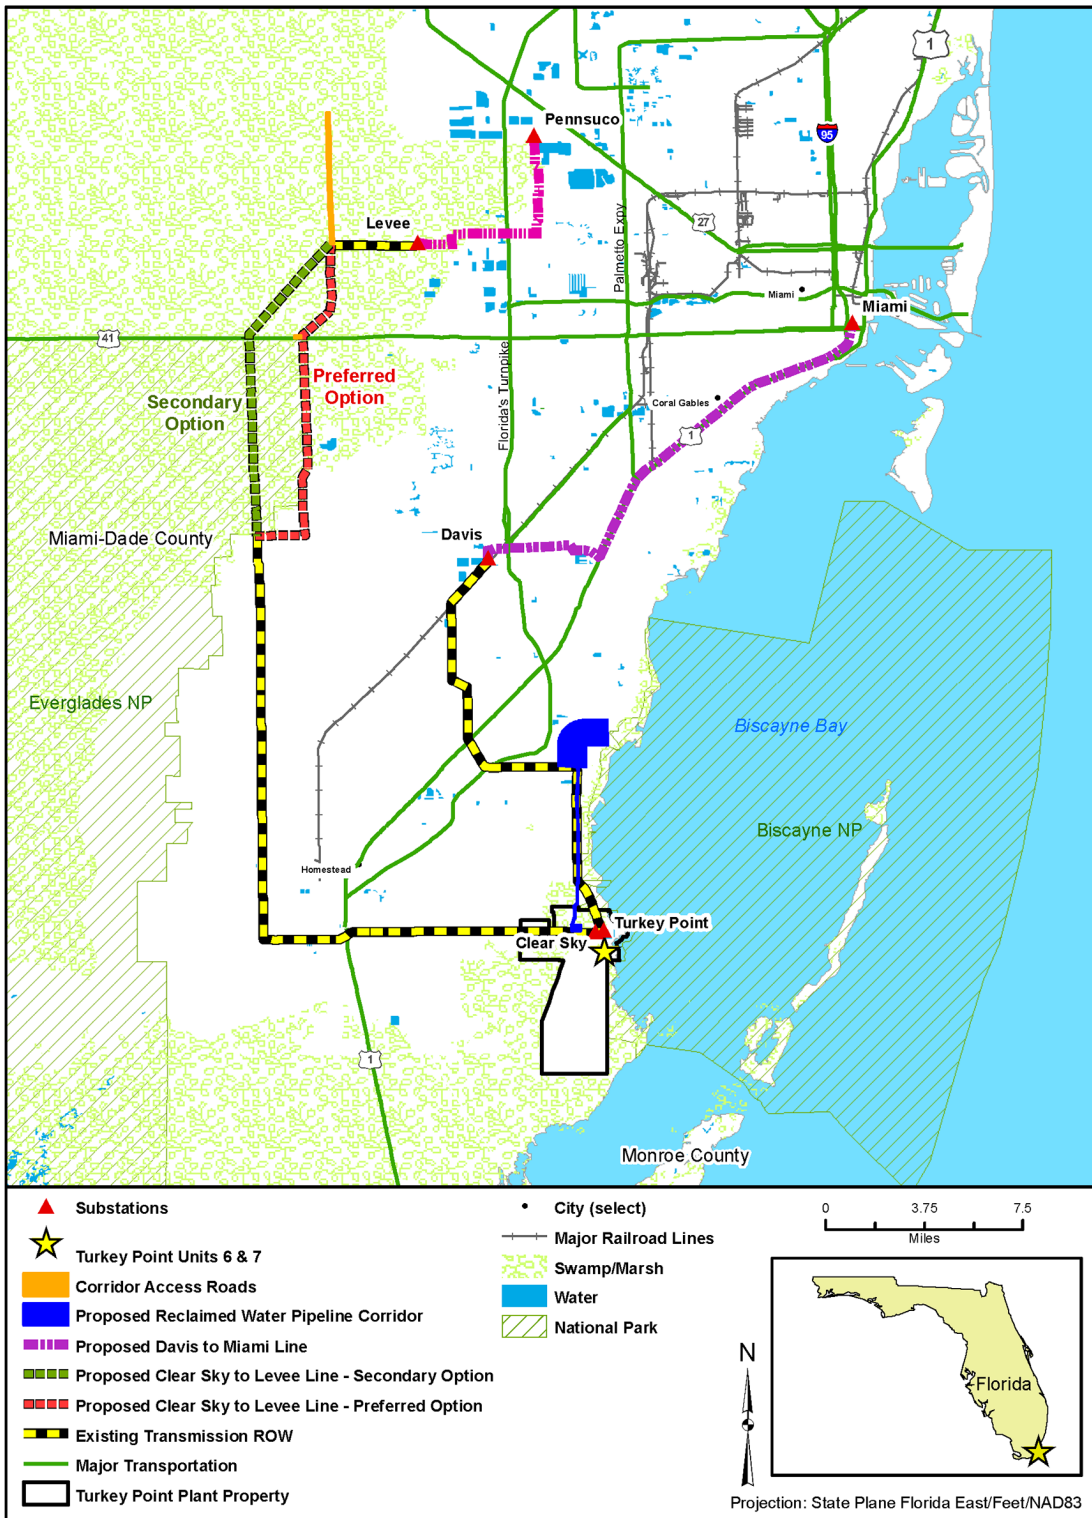 1
Pennsuco
95
Levee
27
Palmetto Expy
Miami
Miami
41
Florida's Turnpike
Preferred
Option
Secondary
Option
Coral Gables
1
Miami-Dade County
Davis
Everglades NP
Biscayne Bay
Biscayne NP
Homestead
Turkey Point
Clear Sky
1
Monroe County
Substations
Turkey Point Units 6 & 7
Corridor Access Roads
Proposed Reclaimed Water Pipeline Corridor
Proposed Davis to Miami Line
Proposed Clear Sky to Levee Line - Secondary Option
Proposed Clear Sky to Levee Line - Preferred Option
Existing Transmission ROW
Major Transportation
Turkey Point Plant Property
City (select)
Major Railroad Lines
Swamp/Marsh
Water
National Park
0 3.75 7.5
Miles
N
Florida
Projection: State Plane Florida East/Feet/NAD83